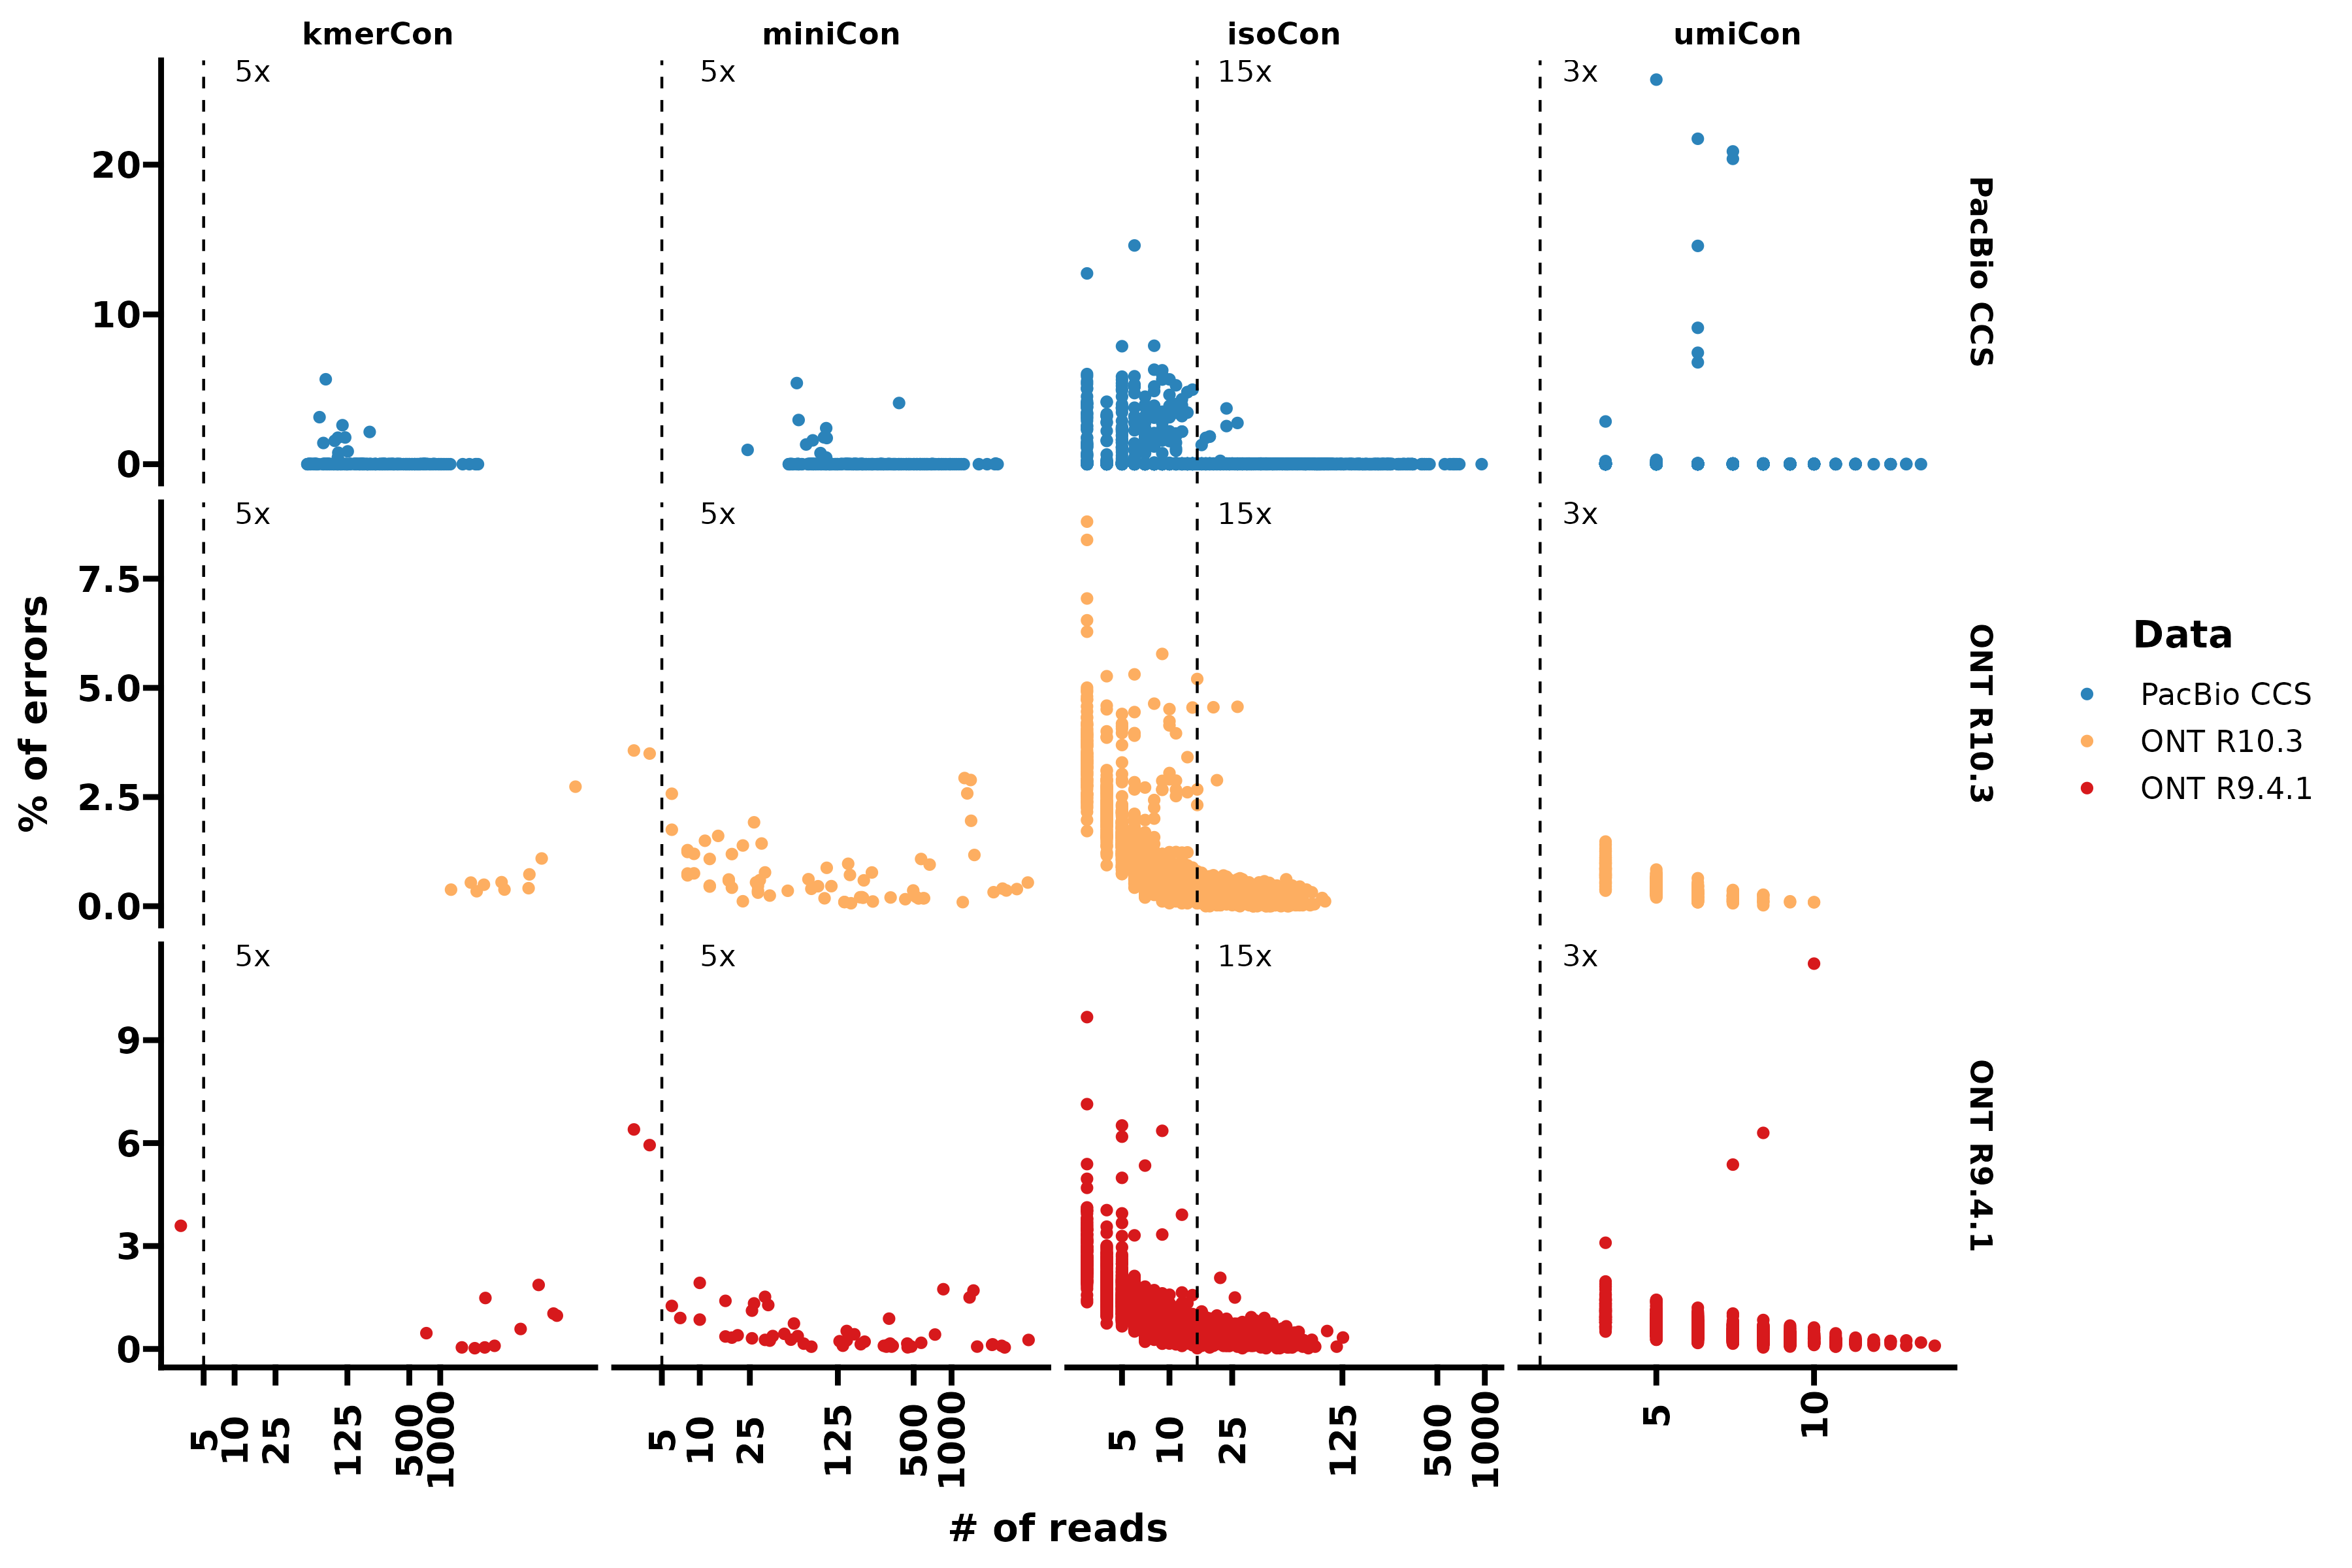 kmerCon miniCon isoCon umiCon
5x 5x 15x 3x
20
10
0
PacBio CCS
5x 5x 15x 3x
7.5
5.0
2.5
0.0
ONT R10.3
% of errors
5x 5x 15x 3x
9
6
3
0
ONT R9.4.1
5 10 25 125 500 1000 5 10 25 125 500 1000 5 10 25 125 500 1000 5 10
# of reads
Data
PacBio CCS
ONT R10.3
ONT R9.4.1